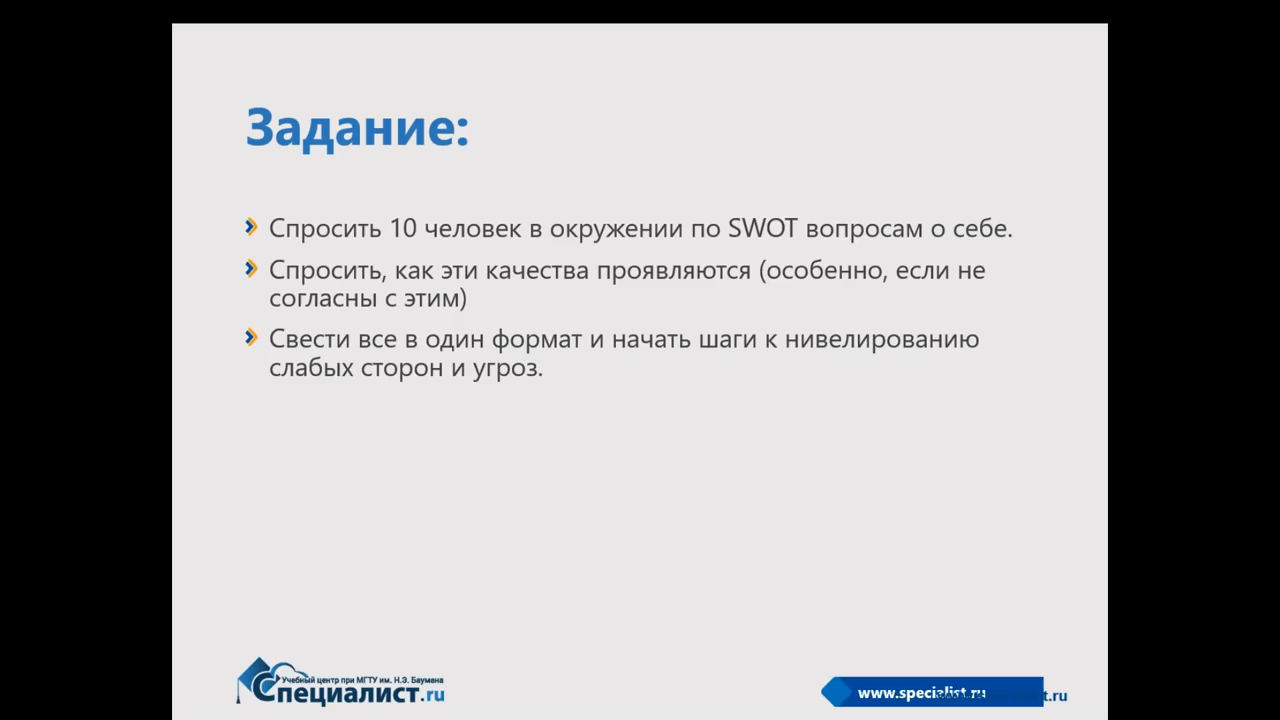 Задание:
Спросить 10 человек в окружении по SWOT вопросам о себе.
Спросить, как эти качества проявляются (особенно, если не
согласны с этим)
Свести все в один формат и начать шаги к нивелированию
слабых сторон и угроз.
Учебный центр при МГТУ им. Н.Э. Баумана
Специалист.ru
www.specialist.ru